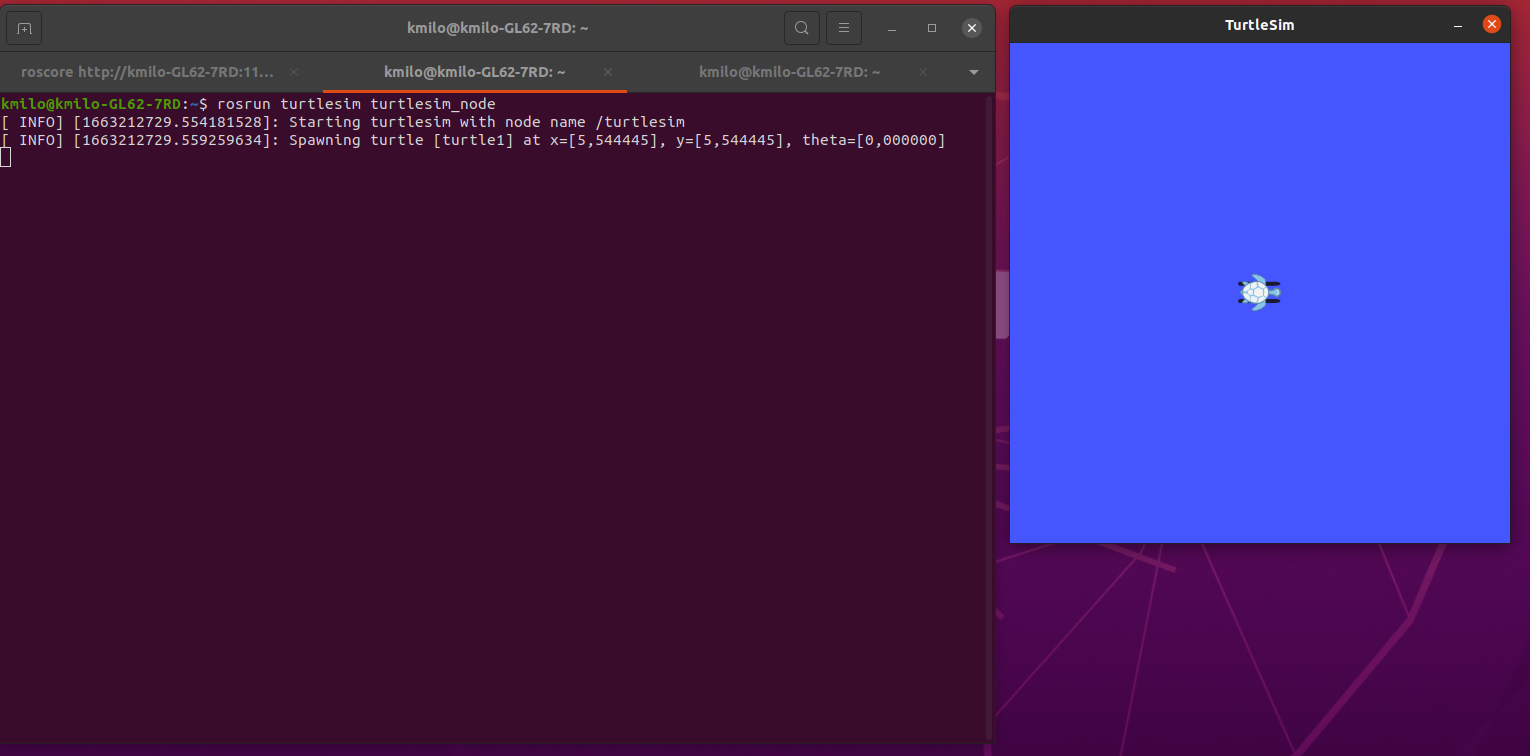 kmilo@kmilo-GL62-7RD: ~
roscore http://kmilo-GL62-7RD:11...
kmilo@kmilo-GL62-7RD: ~
kmilo@kmilo-GL62-7RD: ~
kmilo@kmilo-GL62-7RD:~$ rosrun turtlesim turtlesim_node
[ INFO] [1663212729.554181528]: Starting turtlesim with node name /turtlesim
[ INFO] [1663212729.559259634]: Spawning turtle [turtle1] at x=[5,544445], y=[5,544445], theta=[0,000000]
TurtleSim